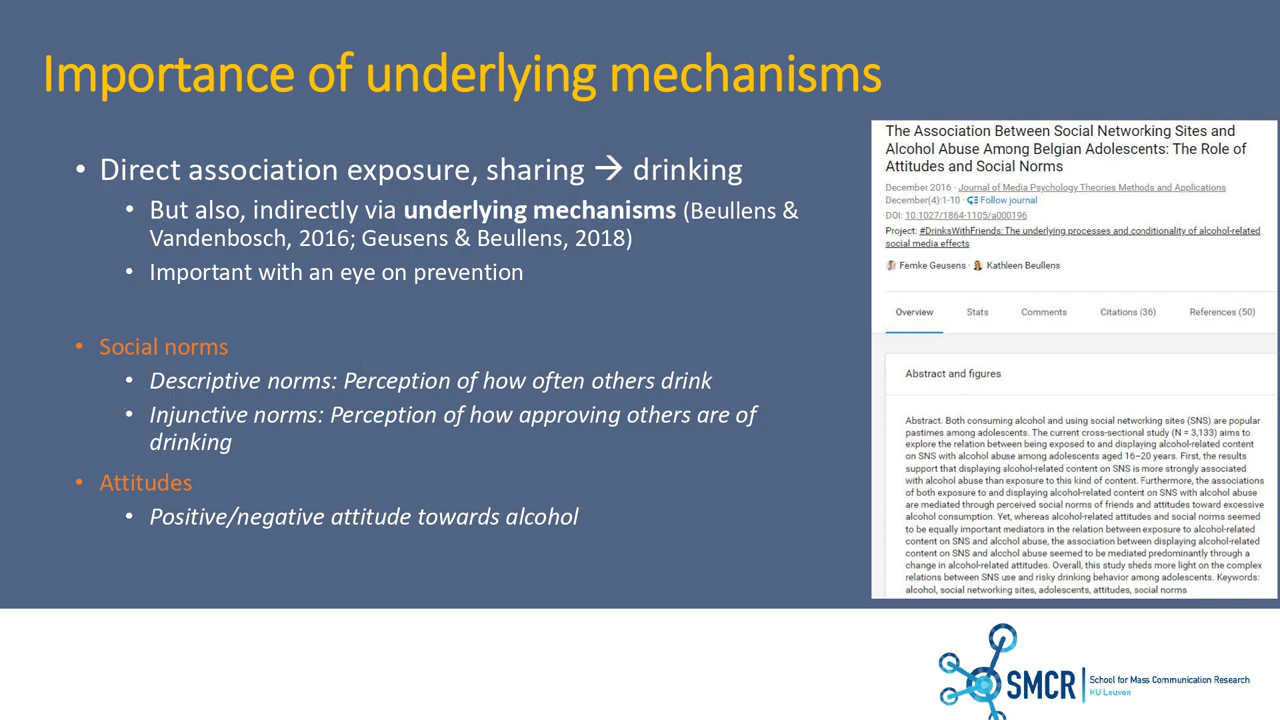 Importance of underlying mechanisms
• Direct association exposure, sharing → drinking
• But also, indirectly via underlying mechanisms (Beullens &
Vandenbosch, 2016; Geusens & Beullens, 2018)
• Important with an eye on prevention
• Social norms
• Descriptive norms: Perception of how often others drink
• Injunctive norms: Perception of how approving others are of
drinking
• Attitudes
• Positive/negative attitude towards alcohol
The Association Between Social Networking Sites and
Alcohol Abuse Among Belgian Adolescents: The Role of
Attitudes and Social Norms
December 2016 · Journal of Media Psychology Theories Methods and Applications
December(4):1-10 · Follow journal
DOI: 10.1027/1864-1105/a000196
Project: #DrinksWithFriends: The underlying processes and conditionality of alcohol-related
social media effects
Femke Geusens · Kathleen Beullens
Overview Stats Comments Citations (36) References (50)
Abstract and figures
Abstract. Both consuming alcohol and using social networking sites (SNS) are popular
pastimes among adolescents. The current cross-sectional study (N = 3,133) aims to
explore the relation between being exposed to and displaying alcohol-related content
on SNS with alcohol abuse among adolescents aged 16–20 years. First, the results
support that displaying alcohol-related content on SNS is more strongly associated
with alcohol abuse than exposure to this kind of content. Furthermore, the associations
of both exposure to and displaying alcohol-related content on SNS with alcohol abuse
are mediated through perceived social norms of friends and attitudes toward excessive
alcohol consumption. Yet, whereas alcohol-related attitudes and social norms seemed
to be equally important mediators in the relation between exposure to alcohol-related
content on SNS and alcohol abuse, the association between displaying alcohol-related
content on SNS and alcohol abuse seemed to be mediated predominantly through a
change in alcohol-related attitudes. Overall, this study sheds more light on the complex
relations between SNS use and risky drinking behavior among adolescents. Keywords:
alcohol, social networking sites, adolescents, attitudes, social norms
SMCR School for Mass Communication Research
KU Leuven